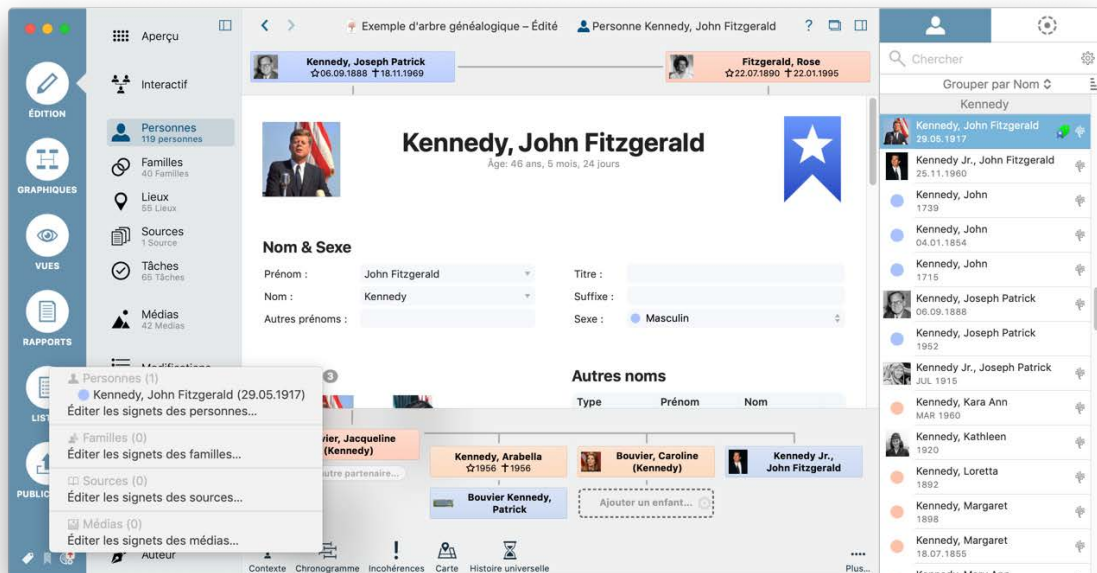 Exemple d'arbre généalogique – Édité
Personne Kennedy, John Fitzgerald
?
ÉDITION
GRAPHIQUES
VUES
RAPPORTS
Aperçu
Interactif
Personnes
119 personnes
Familles
40 Familles
Lieux
55 Lieux
Sources
1 Source
Tâches
65 Tâches
Médias
42 Medias
Auteur
Personnes (1)
Kennedy, John Fitzgerald (29.05.1917)
Éditer les signets des personnes...
Familles (0)
Éditer les signets des familles...
Sources (0)
Éditer les signets des sources...
Médias (0)
Éditer les signets des médias...
Kennedy, Joseph Patrick
☆06.09.1888 ✝18.11.1969
Fitzgerald, Rose
☆22.07.1890 ✝22.01.1995
Kennedy, John Fitzgerald
Âge: 46 ans, 5 mois, 24 jours
Nom & Sexe
Prénom :
John Fitzgerald
Nom :
Kennedy
Autres prénoms :
Titre :
Suffixe :
Sexe :
Masculin
3
Autres noms
Type Prénom Nom
vier, Jacqueline
(Kennedy)
utre partenaire...
Kennedy, Arabella
☆1956 ✝1956
Bouvier Kennedy,
Patrick
Bouvier, Caroline
(Kennedy)
Ajouter un enfant...
Kennedy Jr.,
John Fitzgerald
Contexte
Chronogramme
Incohérences
Carte
Histoire universelle
Plus...
Chercher
Grouper par Nom
Kennedy
Kennedy, John Fitzgerald
29.05.1917
Kennedy Jr., John Fitzgerald
25.11.1960
Kennedy, John
1739
Kennedy, John
04.01.1854
Kennedy, John
1715
Kennedy, Joseph Patrick
06.09.1888
Kennedy, Joseph Patrick
1952
Kennedy Jr., Joseph Patrick
JUL 1915
Kennedy, Kara Ann
MAR 1960
Kennedy, Kathleen
1920
Kennedy, Loretta
1892
Kennedy, Margaret
1898
Kennedy, Margaret
18.07.1855